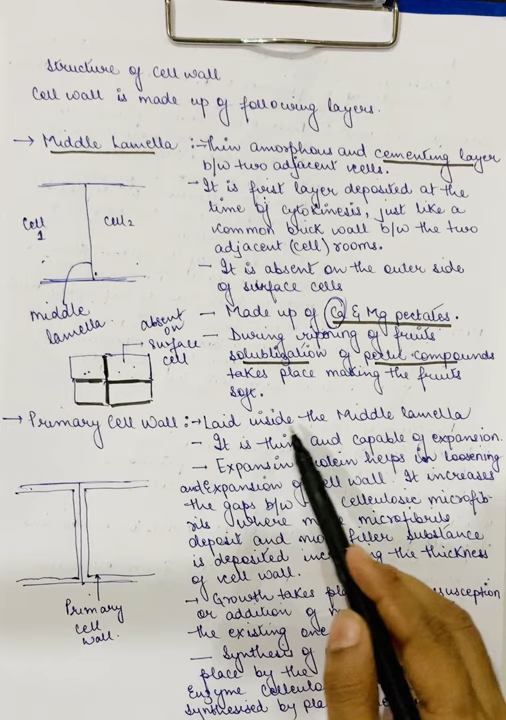 Structure of cell wall
Cell wall is made up of following layers.
→ Middle Lamella :- Thin amorphous and cementing layer
b/w two adjacent cells.
- It is first layer deposited at the
time of cytokinesis, just like a
common brick wall b/w the two
adjacent (cell) rooms.
- It is absent on the outer side
of surface cells
Cell 1
Cell 2
middle
lamella
- Made up of Ca & Mg pectates.
- During ripening of fruits
solubligation of pectic compounds
takes place making the fruits
soft.
absent
on
surface
cell
→ Primary Cell Wall :- → Laid inside the Middle lamella
- It is thin and capable of expansion.
- Expansin protein helps in loosening
and Expansion of cell wall. It increases
the gaps b/w cellulosic microfib-
rils where more microfibrils
deposit and more filler substance
is deposited increasing the thickness
of cell wall.
Primary
cell
wall.
→ Growth takes
or addition of
the existing one
- Synthesis of
place by the
Enzyme
synthesised by